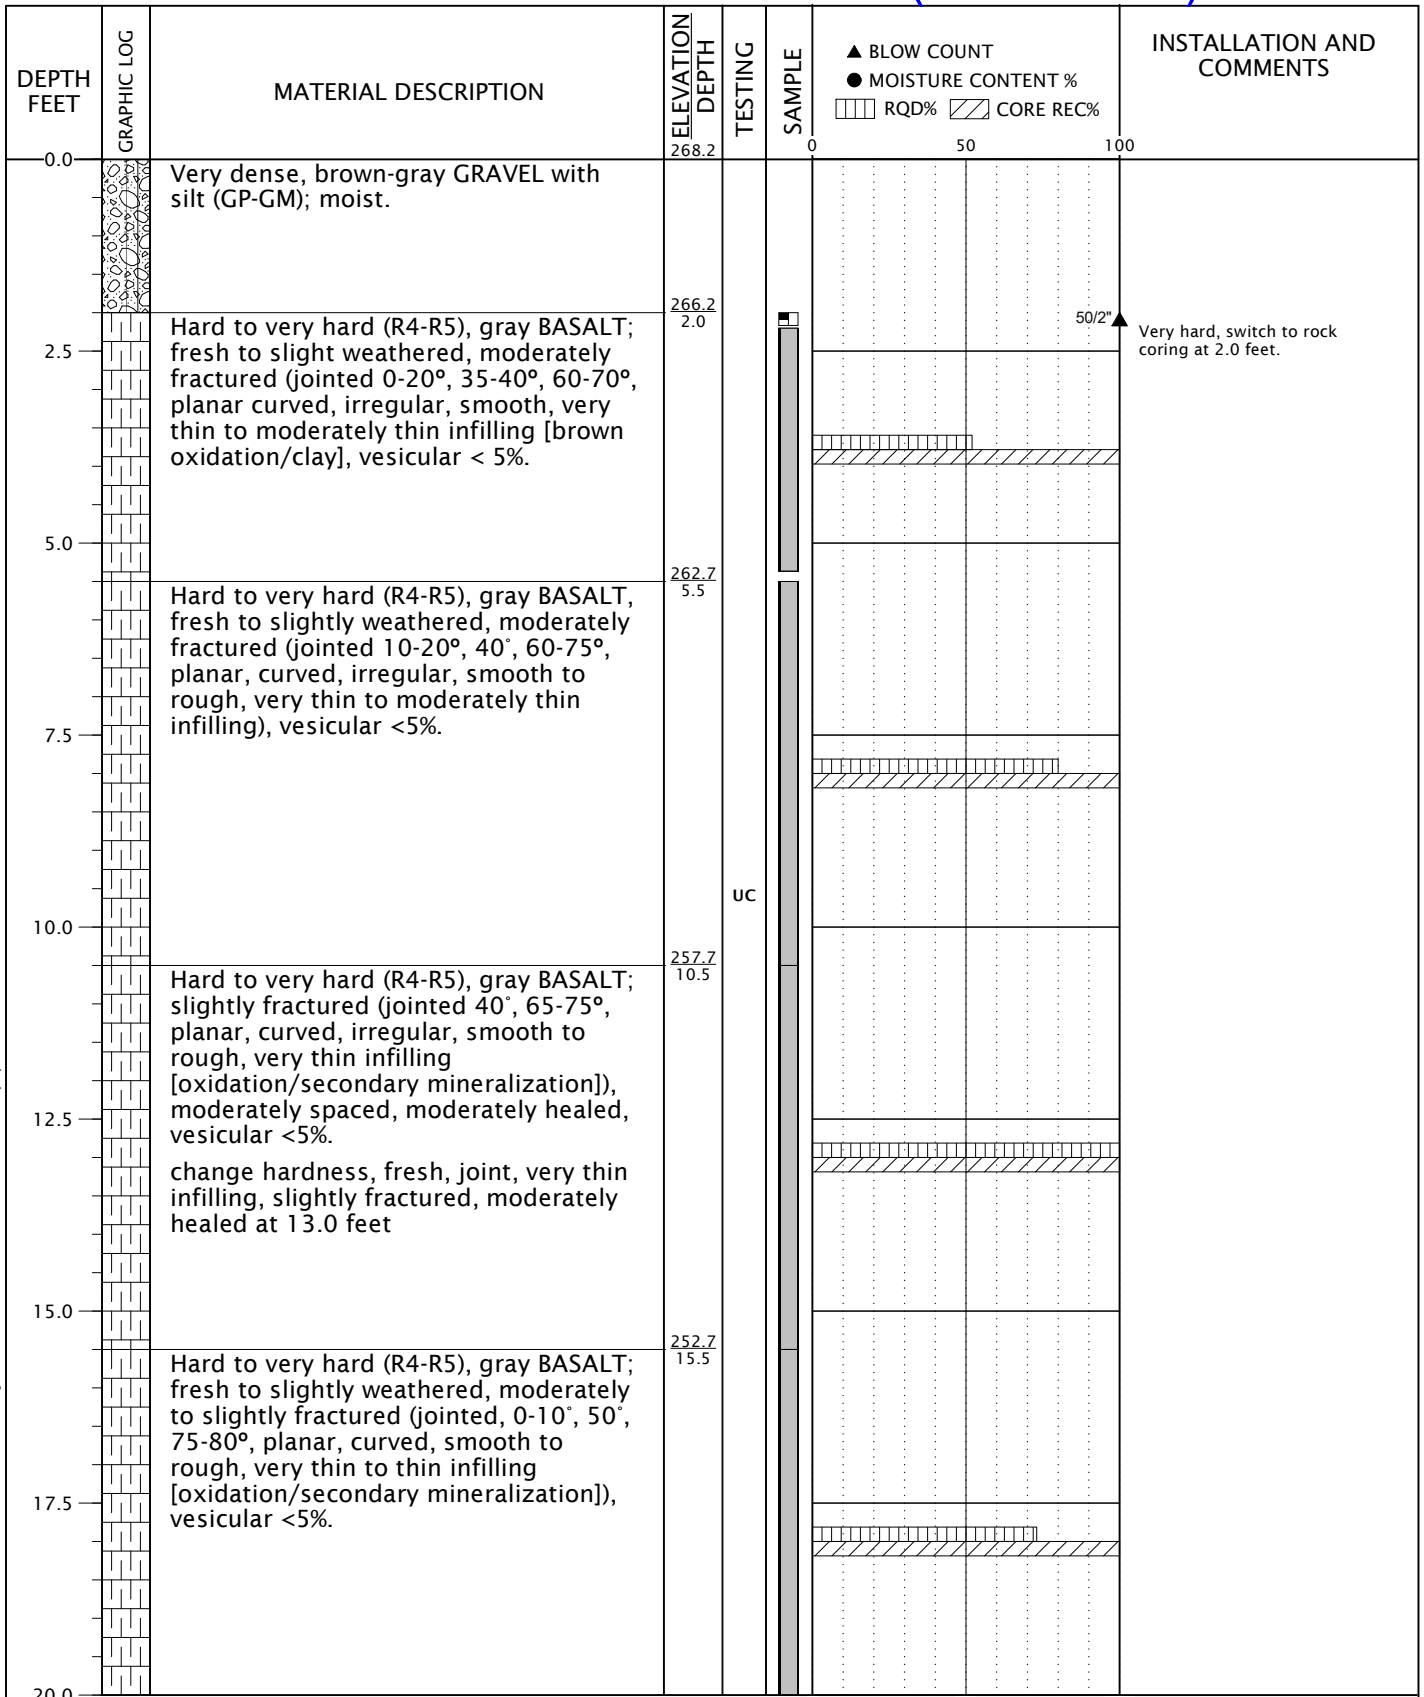 DEPTH
FEET
GRAPHIC LOG
MATERIAL DESCRIPTION
ELEVATION
DEPTH
TESTING
SAMPLE
▲ BLOW COUNT
● MOISTURE CONTENT %
RQD% CORE REC%
INSTALLATION AND
COMMENTS
268.2
0 50 100
0.0
Very dense, brown-gray GRAVEL with
silt (GP-GM); moist.
266.2
2.0
Hard to very hard (R4-R5), gray BASALT;
fresh to slight weathered, moderately
fractured (jointed 0-20º, 35-40º, 60-70º,
planar curved, irregular, smooth, very
thin to moderately thin infilling [brown
oxidation/clay], vesicular < 5%.
50/2"
Very hard, switch to rock
coring at 2.0 feet.
2.5
5.0
262.7
5.5
Hard to very hard (R4-R5), gray BASALT,
fresh to slightly weathered, moderately
fractured (jointed 10-20º, 40˚, 60-75º,
planar, curved, irregular, smooth to
rough, very thin to moderately thin
infilling), vesicular <5%.
7.5
UC
10.0
257.7
10.5
Hard to very hard (R4-R5), gray BASALT;
slightly fractured (jointed 40˚, 65-75º,
planar, curved, irregular, smooth to
rough, very thin infilling
[oxidation/secondary mineralization]),
moderately spaced, moderately healed,
vesicular <5%.
12.5
change hardness, fresh, joint, very thin
infilling, slightly fractured, moderately
healed at 13.0 feet
15.0
252.7
15.5
Hard to very hard (R4-R5), gray BASALT;
fresh to slightly weathered, moderately
to slightly fractured (jointed, 0-10˚, 50˚,
75-80º, planar, curved, smooth to
rough, very thin to thin infilling
[oxidation/secondary mineralization]),
vesicular <5%.
17.5
20.0